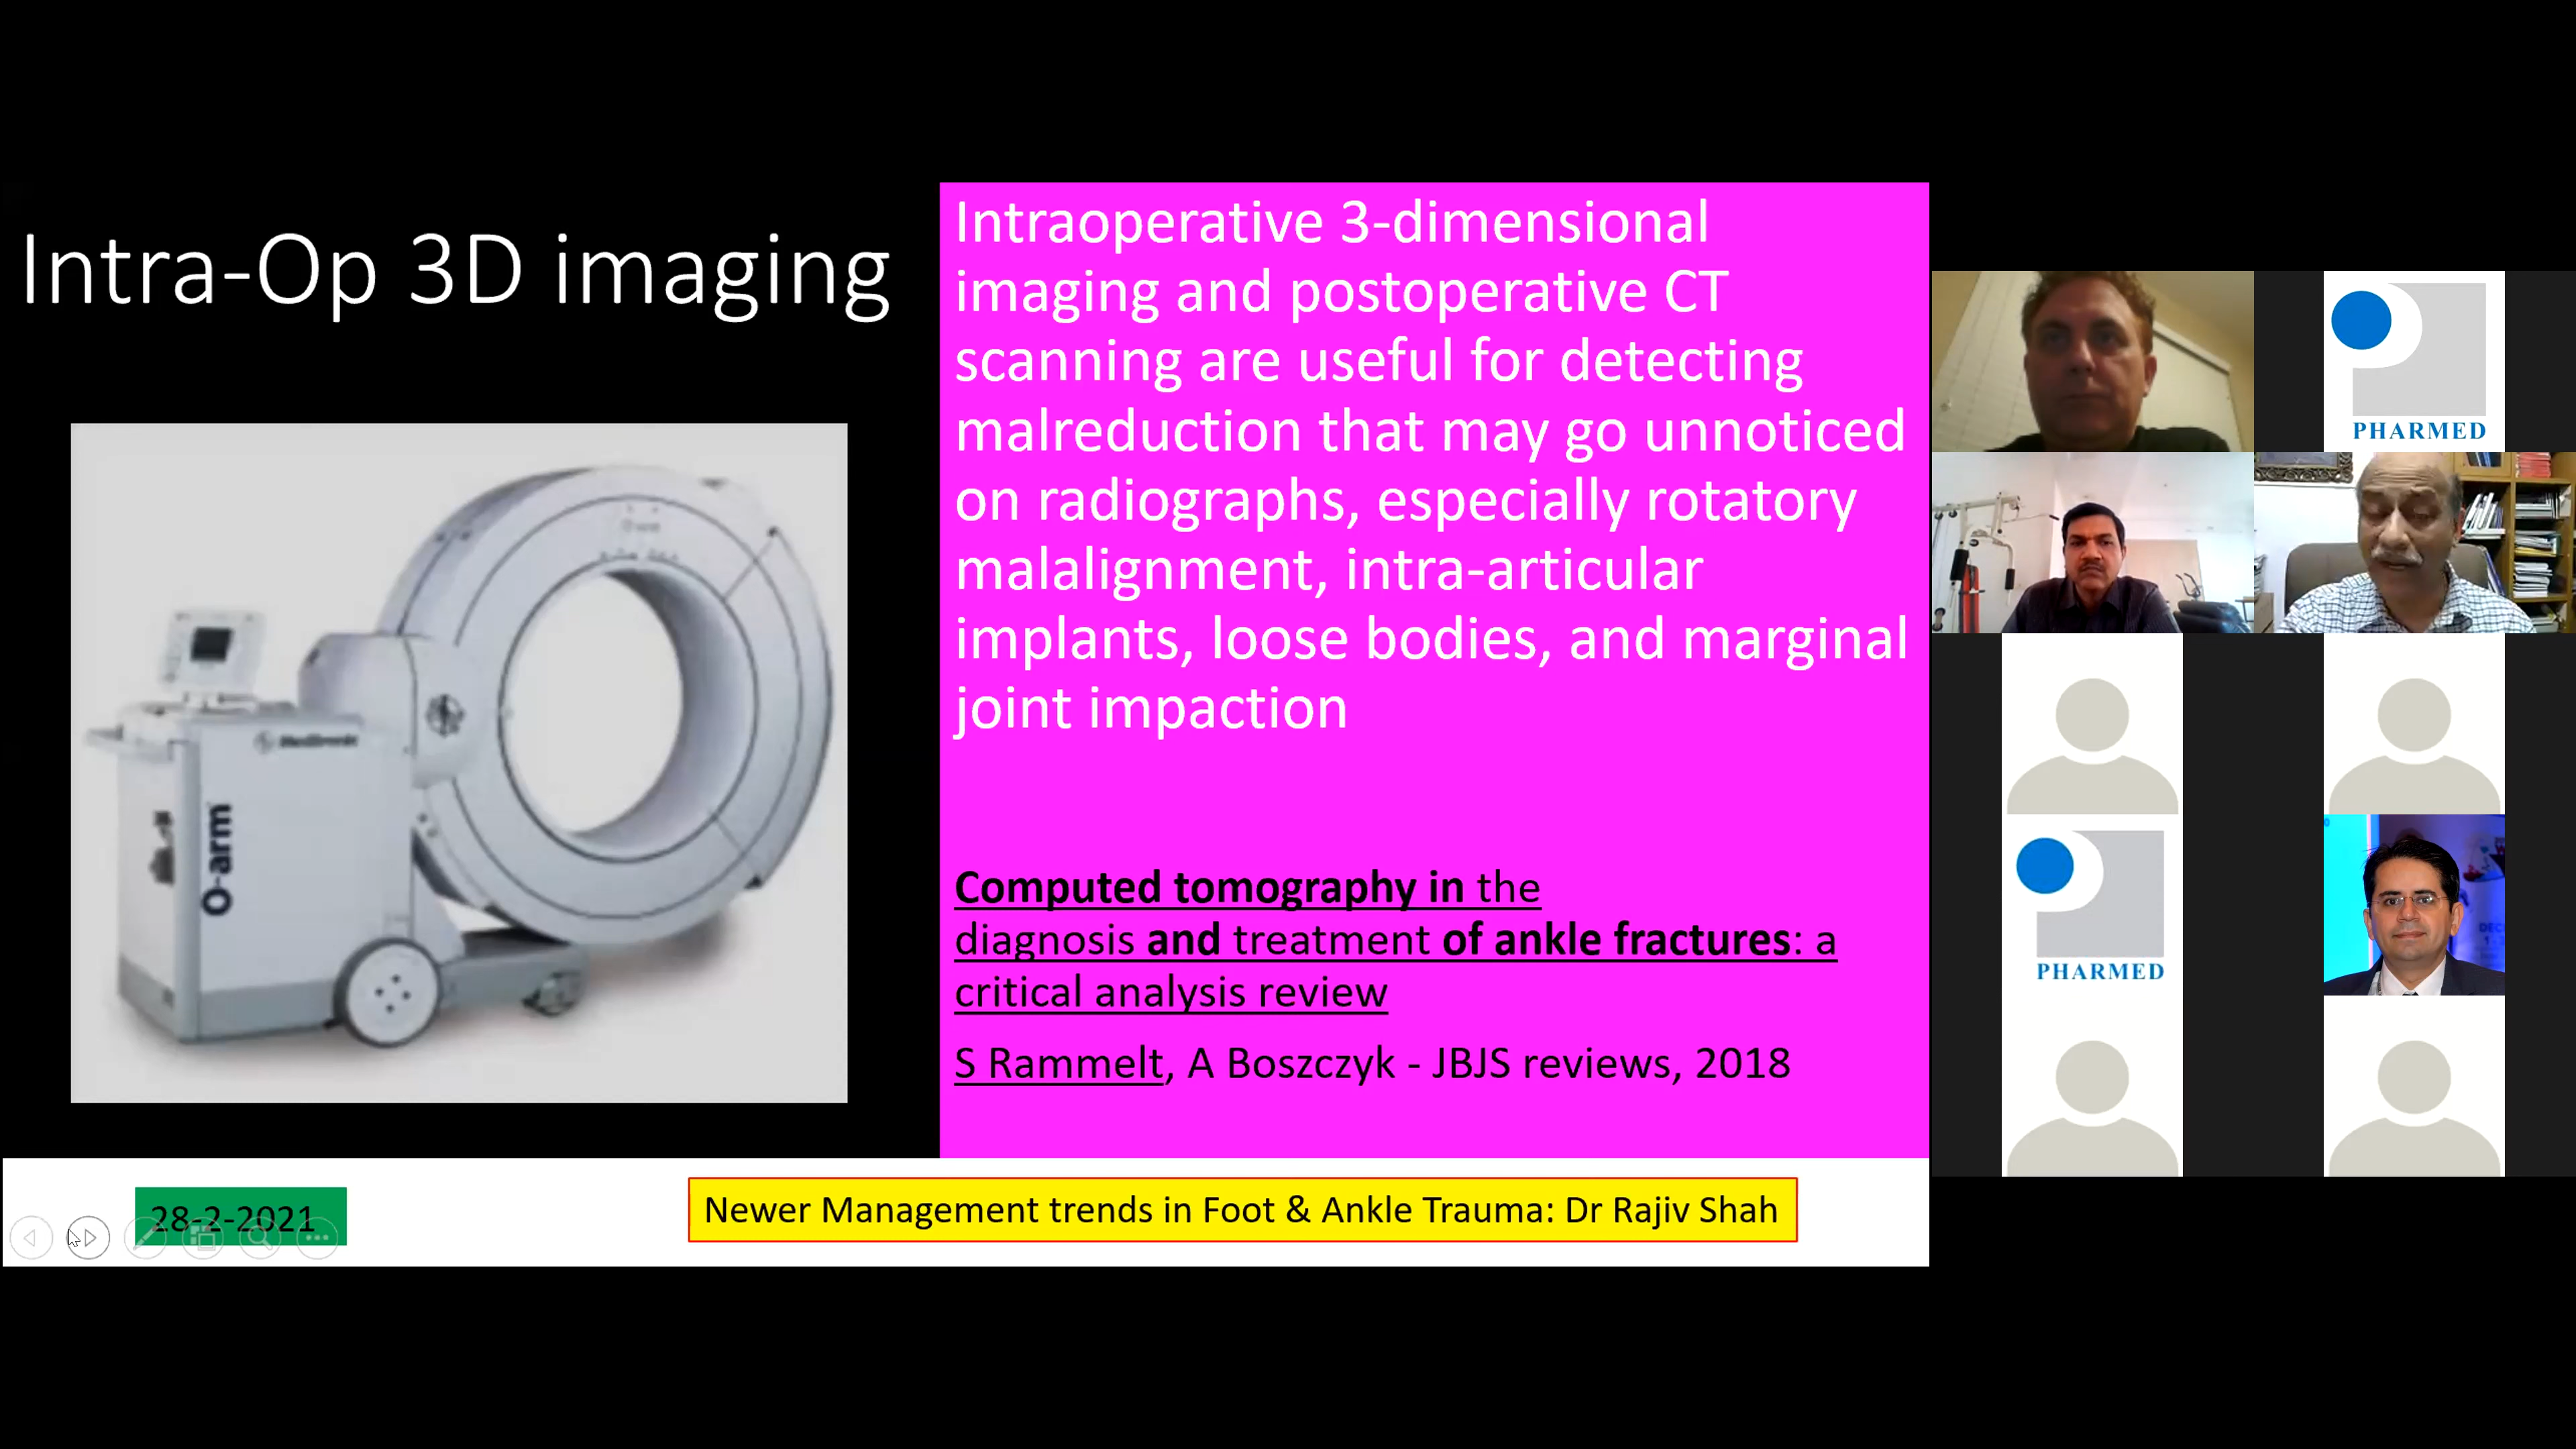 Intra-Op 3D imaging
Medtronic
O-arm
Intraoperative 3-dimensional
imaging and postoperative CT
scanning are useful for detecting
malreduction that may go unnoticed
on radiographs, especially rotatory
malalignment, intra-articular
implants, loose bodies, and marginal
joint impaction
Computed tomography in the
diagnosis and treatment of ankle fractures: a
critical analysis review
S Rammelt, A Boszczyk - JBJS reviews, 2018
28-2-2021
Newer Management trends in Foot & Ankle Trauma: Dr Rajiv Shah
PHARMED
PHARMED